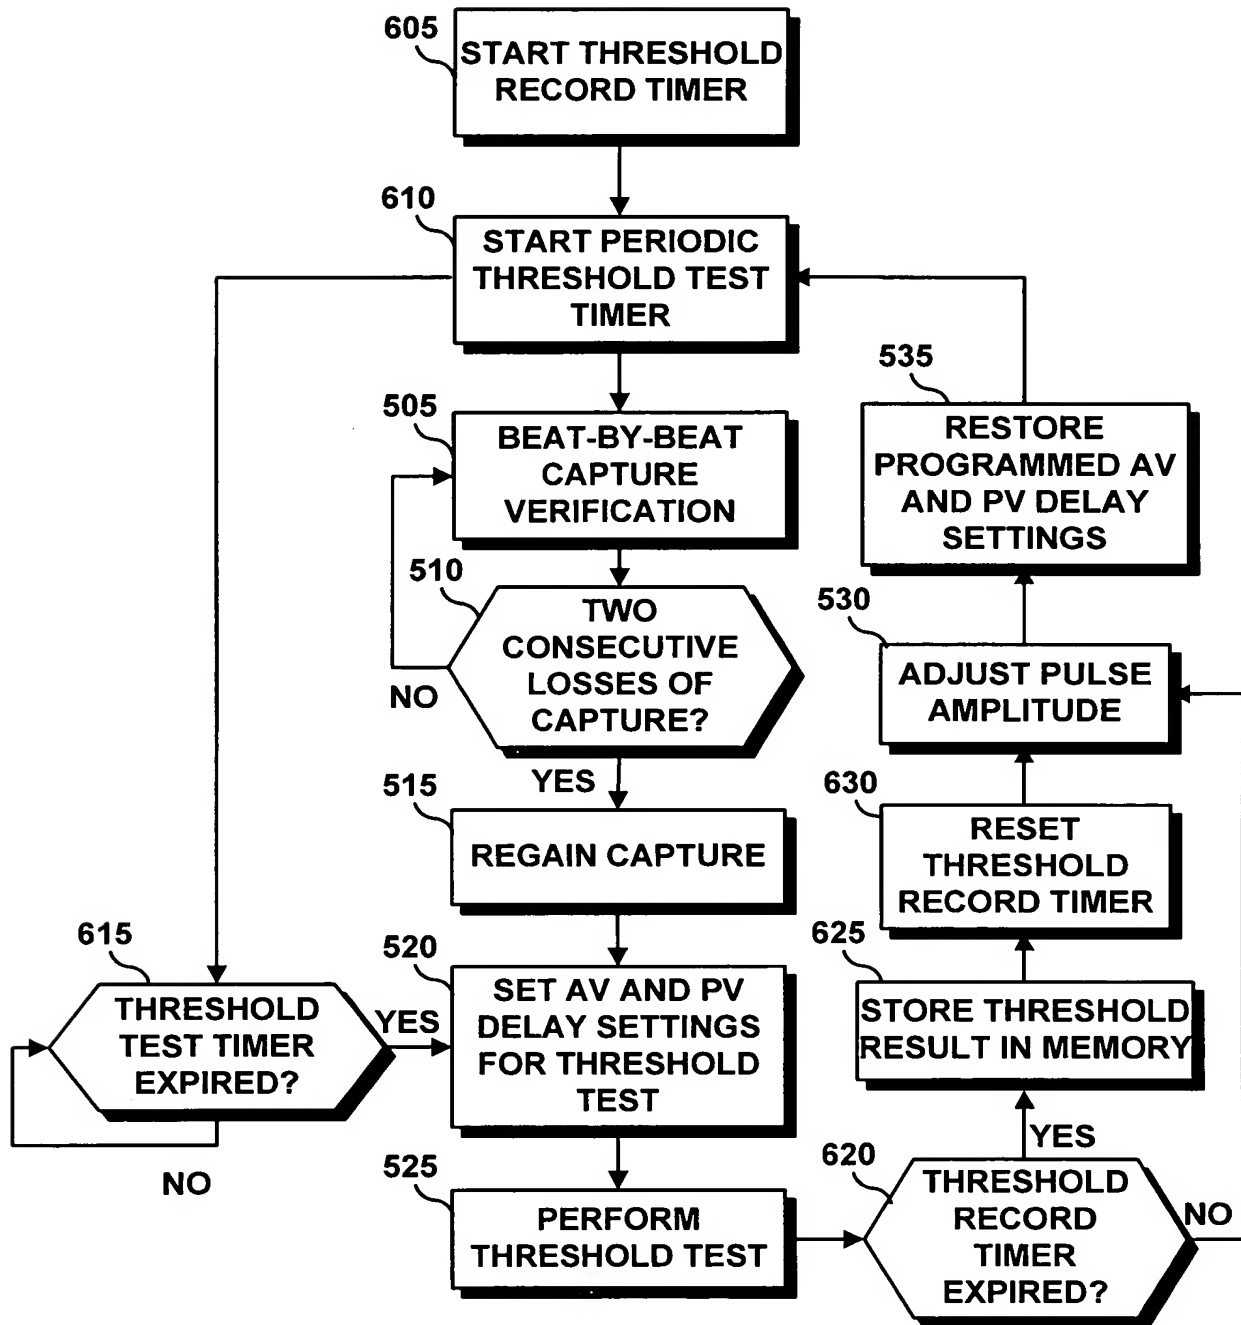 605
START THRESHOLD
RECORD TIMER
610
START PERIODIC
THRESHOLD TEST
TIMER
505
BEAT-BY-BEAT
CAPTURE
VERIFICATION
510
TWO
CONSECUTIVE
LOSSES OF
CAPTURE?
NO
YES
515
REGAIN CAPTURE
615
THRESHOLD
TEST TIMER
EXPIRED?
YES
NO
520
SET AV AND PV
DELAY SETTINGS
FOR THRESHOLD
TEST
525
PERFORM
THRESHOLD TEST
620
THRESHOLD
RECORD
TIMER
EXPIRED?
YES
NO
625
STORE THRESHOLD
RESULT IN MEMORY
630
RESET
THRESHOLD
RECORD TIMER
530
ADJUST PULSE
AMPLITUDE
535
RESTORE
PROGRAMMED AV
AND PV DELAY
SETTINGS